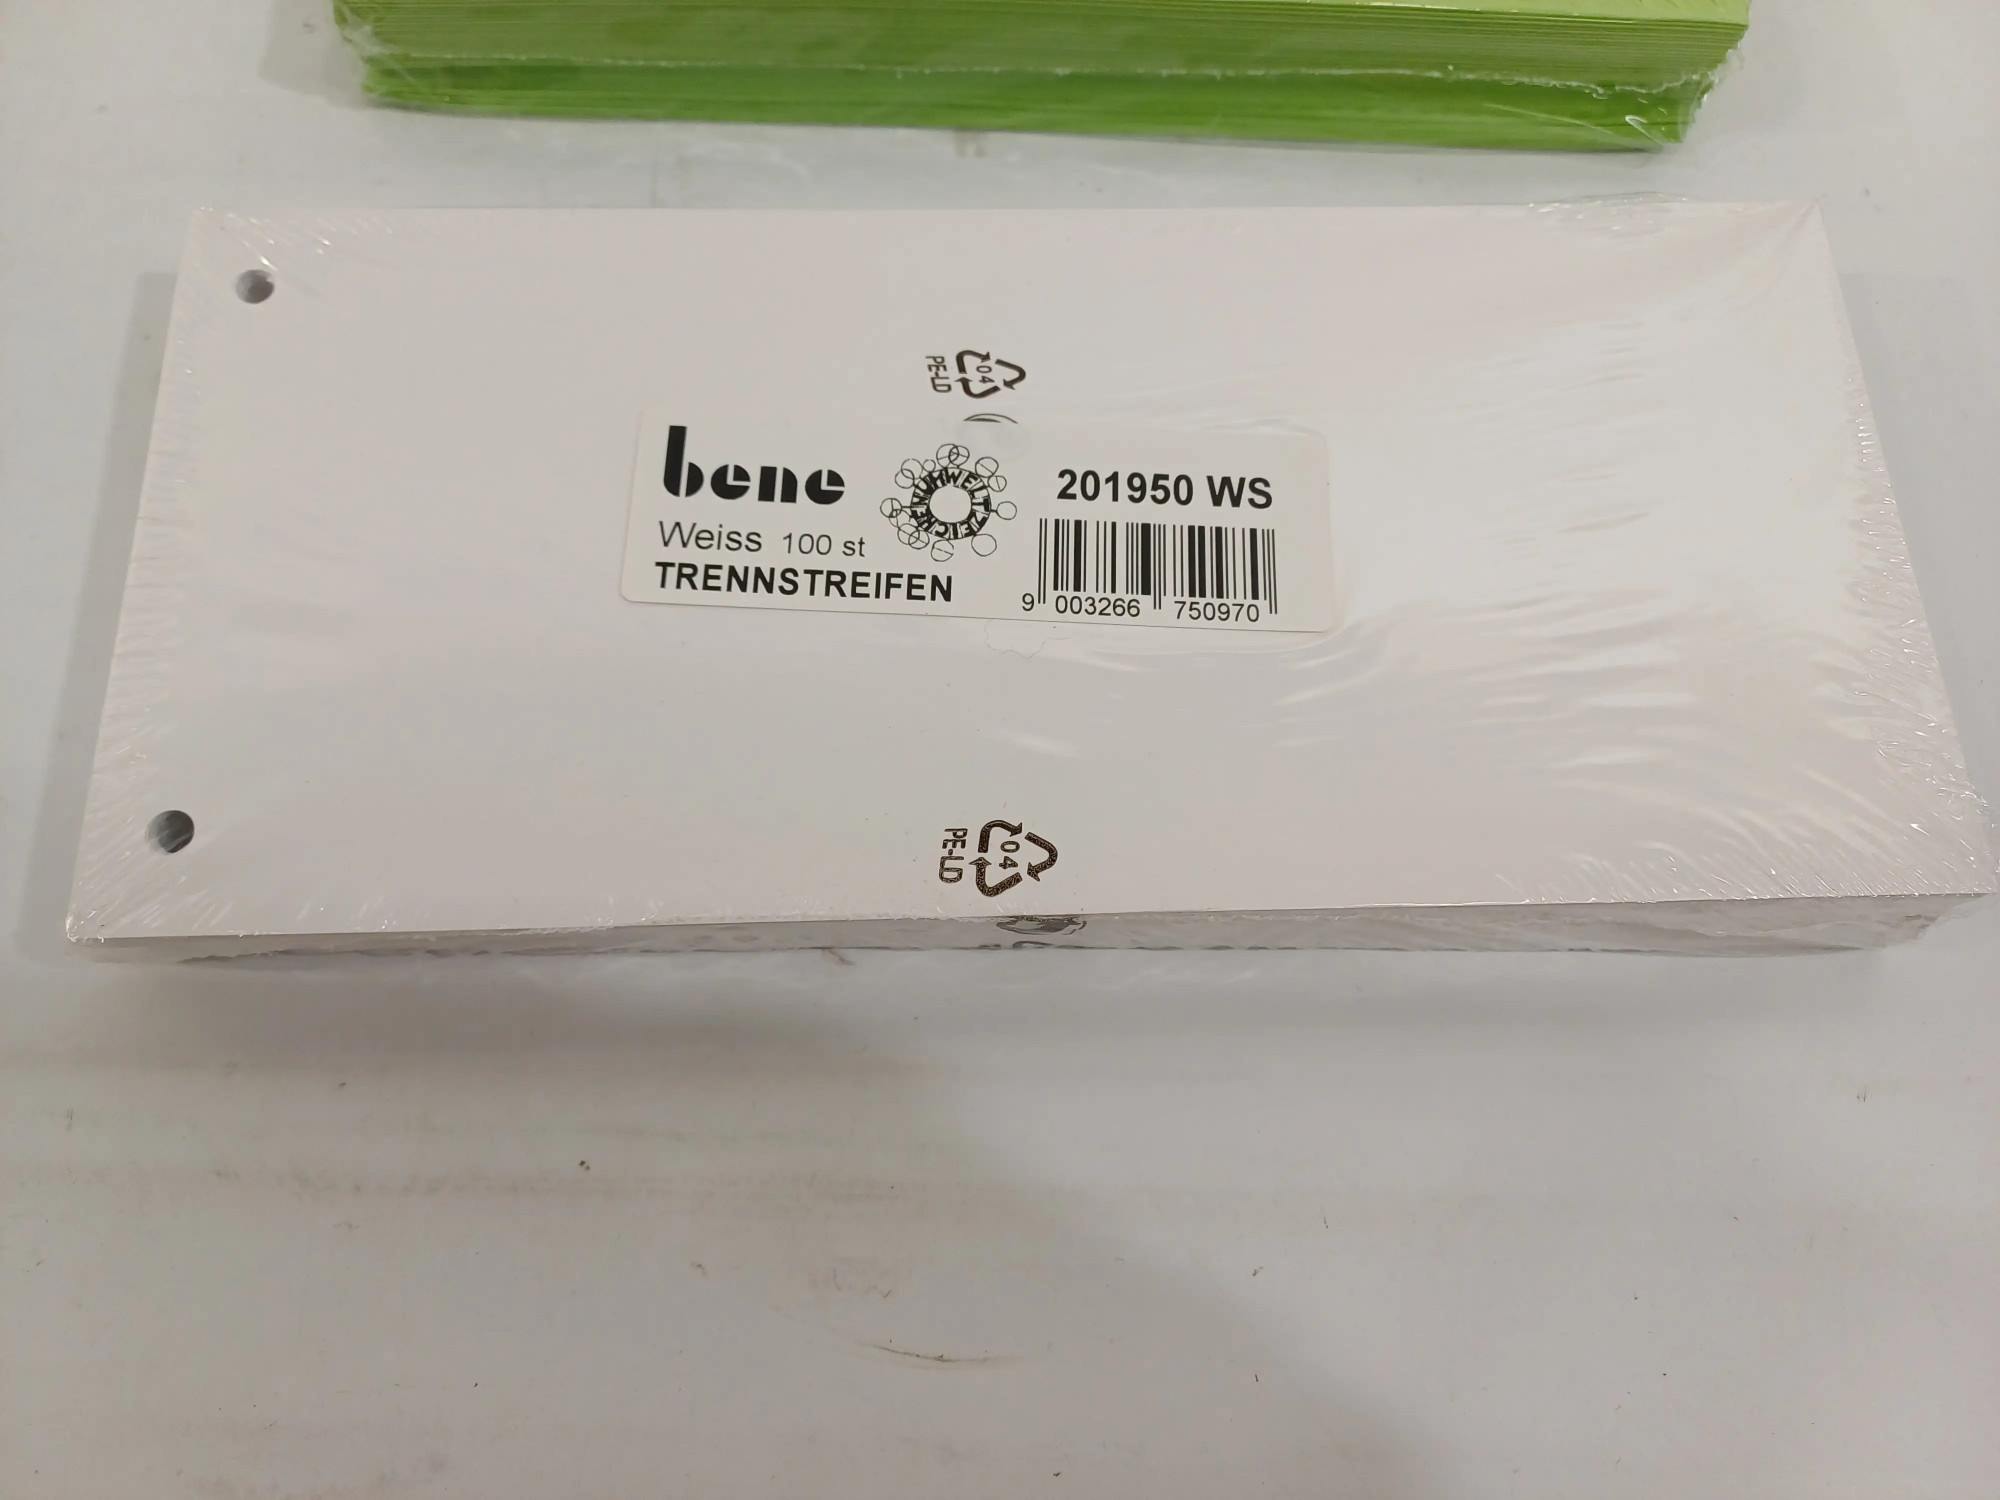 04
PE-LD
bene
UMWELTZEICHEN
201950 WS
Weiss 100 st
TRENNSTREIFEN
9 003266 750970
04
PE-LD